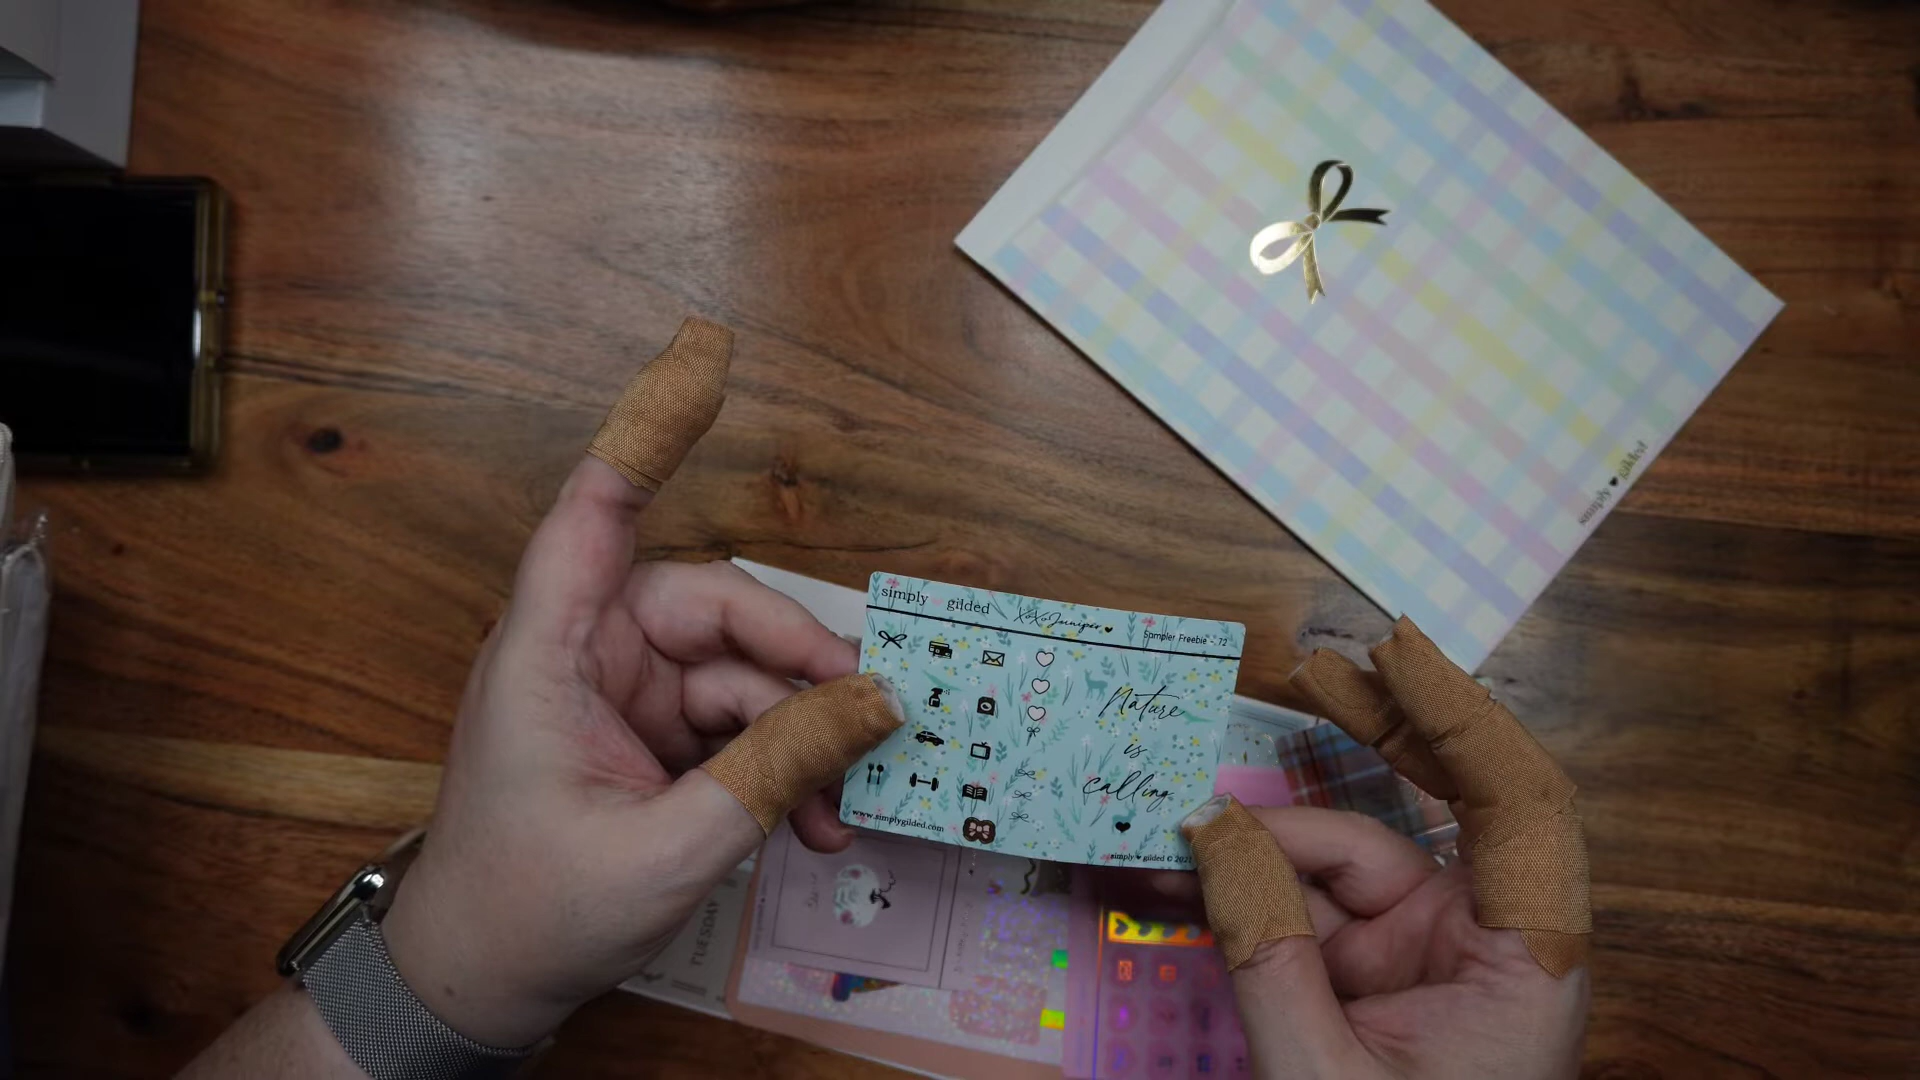 simply ♥ gilded
simply gilded
XoXo Juniper
Sampler Freebie - 72
Nature
is
calling
www.simplygilded.com
simply ♥ gilded © 2021
TUESDAY